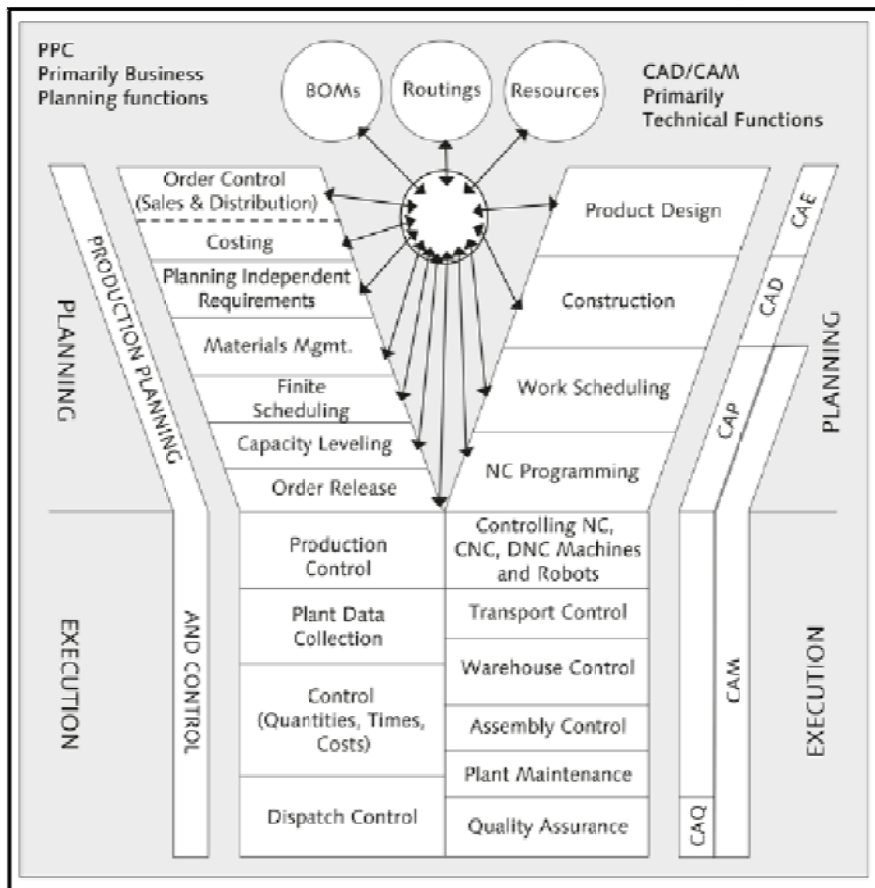 PPC
Primarily Business
Planning functions
BOMs
Routings
Resources
CAD/CAM
Primarily
Technical Functions
Order Control
(Sales & Distribution)
Costing
Planning Independent
Requirements
Materials Mgmt.
Finite
Scheduling
Capacity Leveling
Order Release
Product Design
Construction
Work Scheduling
NC Programming
PLANNING
PRODUCTION PLANNING
CAE
CAD
CAP
PLANNING
Production
Control
Plant Data
Collection
Control
(Quantities, Times,
Costs)
Dispatch Control
Controlling NC,
CNC, DNC Machines
and Robots
Transport Control
Warehouse Control
Assembly Control
Plant Maintenance
Quality Assurance
EXECUTION
AND CONTROL
CAM
CAQ
EXECUTION